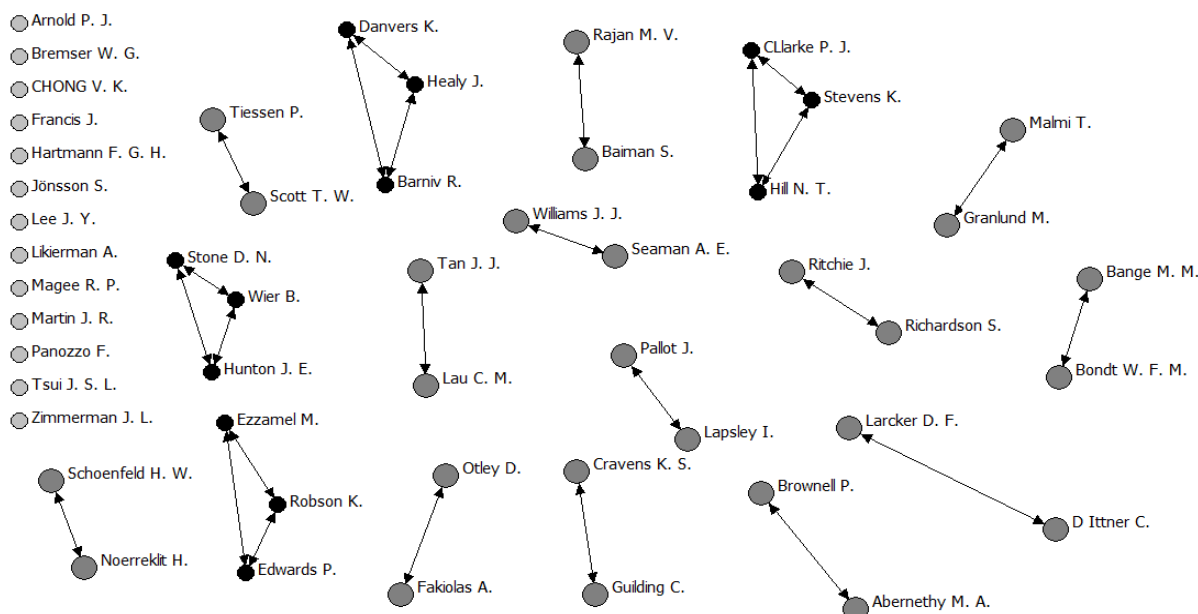 Arnold P. J.
Bremser W. G.
CHONG V. K.
Francis J.
Hartmann F. G. H.
Jönsson S.
Lee J. Y.
Likierman A.
Magee R. P.
Martin J. R.
Panozzo F.
Tsui J. S. L.
Zimmerman J. L.
Danvers K.
Healy J.
Barniv R.
Tiessen P.
Scott T. W.
Rajan M. V.
Baiman S.
CLlarke P. J.
Stevens K.
Hill N. T.
Malmi T.
Granlund M.
Williams J. J.
Seaman A. E.
Stone D. N.
Wier B.
Hunton J. E.
Tan J. J.
Lau C. M.
Ritchie J.
Richardson S.
Bange M. M.
Bondt W. F. M.
Pallot J.
Lapsley I.
Ezzamel M.
Robson K.
Edwards P.
Larcker D. F.
D Ittner C.
Schoenfeld H. W.
Noerreklit H.
Otley D.
Fakiolas A.
Cravens K. S.
Guilding C.
Brownell P.
Abernethy M. A.